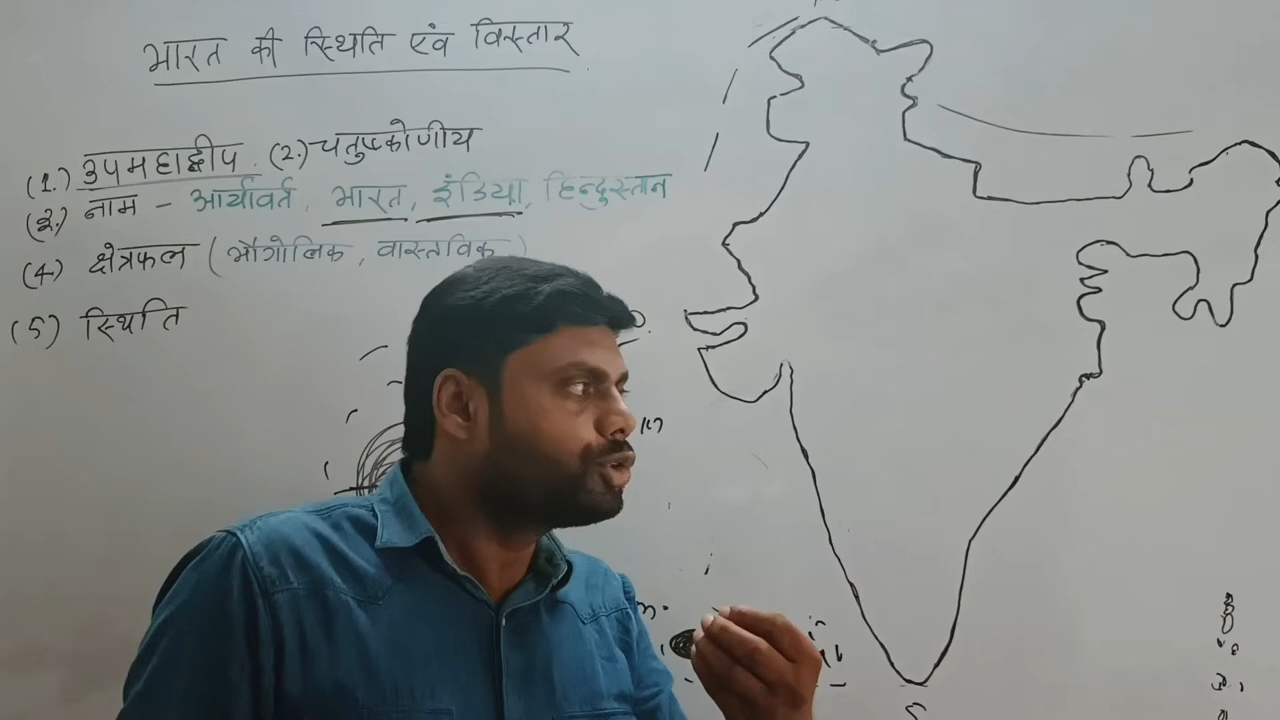 भारत की स्थिति एवं विस्तार
(1.) उपमहाद्वीप. (2.) चतुष्कोणीय
(3.) नाम - आर्यावर्त, भारत, इंडिया, हिन्दुस्तान
(4) क्षेत्रफल (भौगोलिक, वास्तविक)
(5) स्थिति